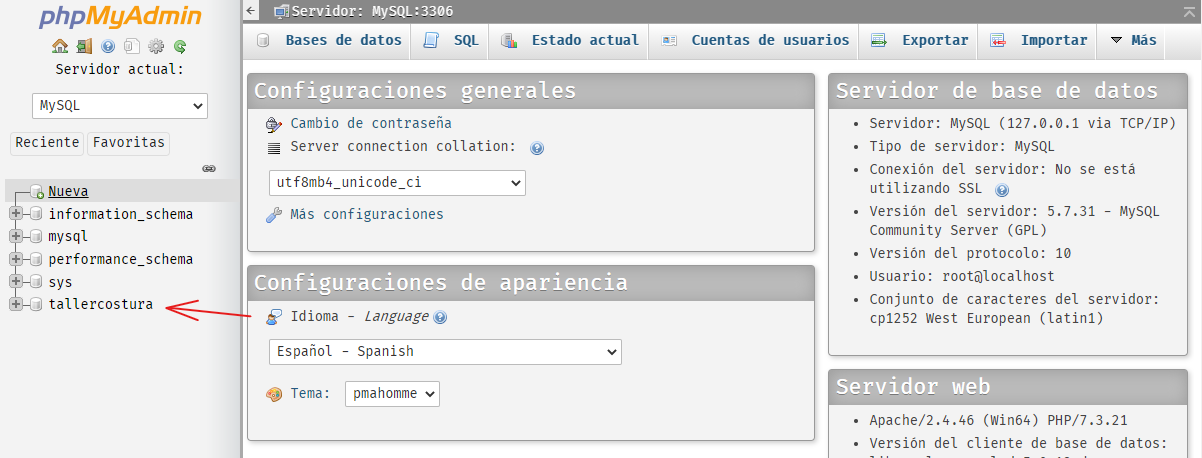 phpMyAdmin
Servidor actual:
MySQL
Reciente
Favoritas
Nueva
information_schema
mysql
performance_schema
sys
tallercostura
Servidor: MySQL:3306
Bases de datos
SQL
Estado actual
Cuentas de usuarios
Exportar
Importar
Más
Configuraciones generales
Cambio de contraseña
Server connection collation:
utf8mb4_unicode_ci
Más configuraciones
Configuraciones de apariencia
Idioma - Language
Español - Spanish
Tema: pmahomme
Servidor de base de datos
Servidor: MySQL (127.0.0.1 via TCP/IP)
Tipo de servidor: MySQL
Conexión del servidor: No se está
utilizando SSL
Versión del servidor: 5.7.31 - MySQL
Community Server (GPL)
Versión del protocolo: 10
Usuario: root@localhost
Conjunto de caracteres del servidor:
cp1252 West European (latin1)
Servidor web
Apache/2.4.46 (Win64) PHP/7.3.21
Versión del cliente de base de datos: